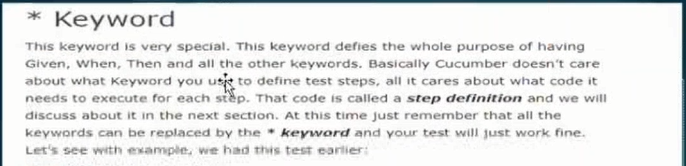 * Keyword
This keyword is very special. This keyword defies the whole purpose of having
Given, When, Then and all the other keywords. Basically Cucumber doesn't care
about what Keyword you use to define test steps, all it cares about what code it
needs to execute for each step. That code is called a step definition and we will
discuss about it in the next section. At this time just remember that all the
keywords can be replaced by the * keyword and your test will just work fine.
Let's see with example, we had this test earlier: